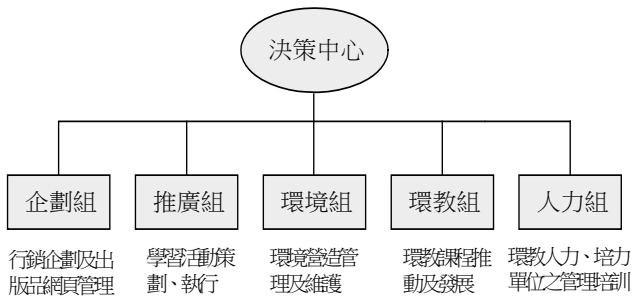 決策中心
企劃組
推廣組
環境組
環教組
人力組
行銷企劃及出
版品網頁管理
學習活動策
劃、執行
環境營造管
理及維護
環教課程推
動及發展
環教人力、培力
單位之管理培訓